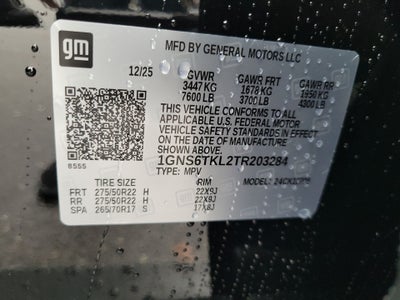 gm
MFD BY GENERAL MOTORS LLC
12/25 GVWR GAWR FRT GAWR RR
3447 KG 1678 KG 1950 KG
7600 LB 3700 LB 4300 LB
THIS VEHICLE CONFORMS TO ALL
APPLICABLE U.S. FEDERAL MOTOR
VEHICLE SAFETY STANDARDS IN EFFECT
ON THE DATE OF MANUFACTURE
SHOWN ABOVE.
1GNS6TKL2TR203284
8555 TYPE: MPV
TIRE SIZE RIM MODEL:
FRT 275/50R22 H 22X9J
RR 275/50R22 H 22X9J
SPA 265/70R17 S 17X8J